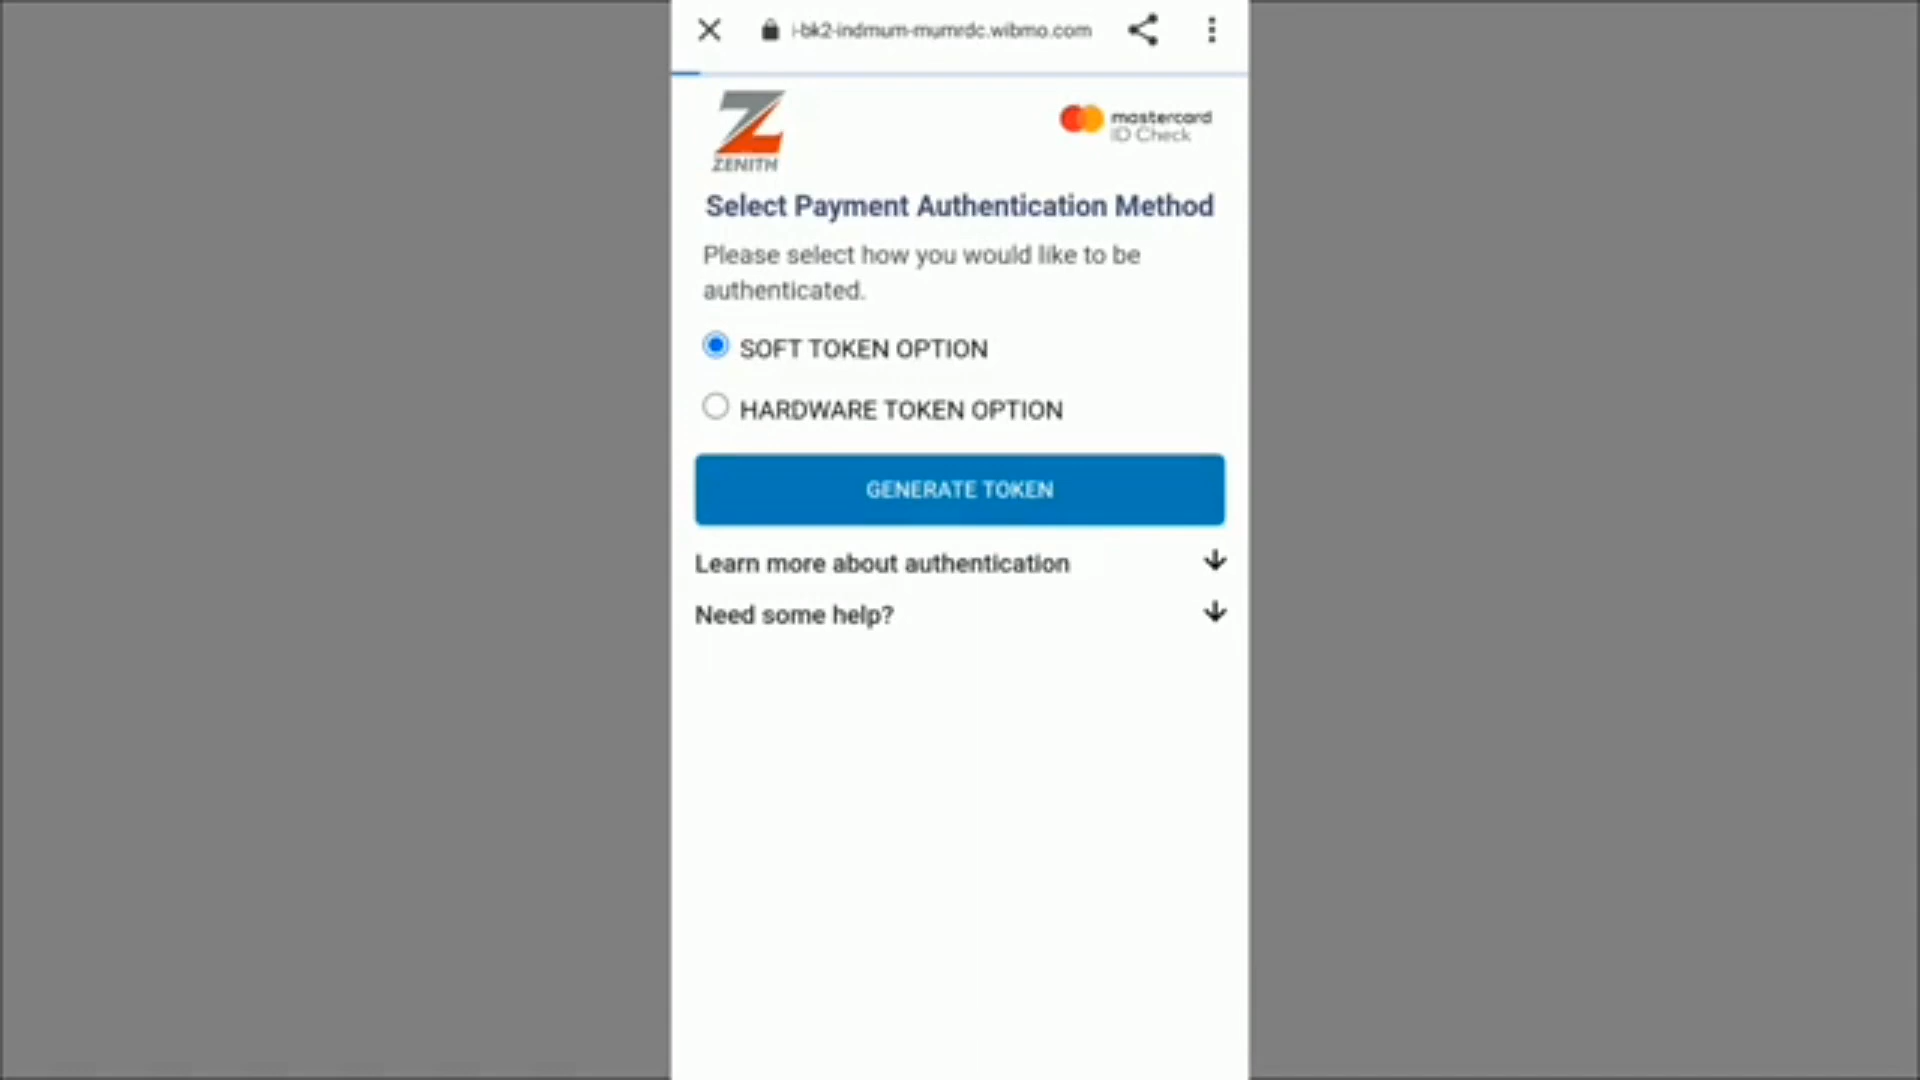 i-bk2-indmum-mumrdc.wibmo.com
ZENITH
mastercard
ID Check
Select Payment Authentication Method
Please select how you would like to be
authenticated.
SOFT TOKEN OPTION
HARDWARE TOKEN OPTION
GENERATE TOKEN
Learn more about authentication
Need some help?